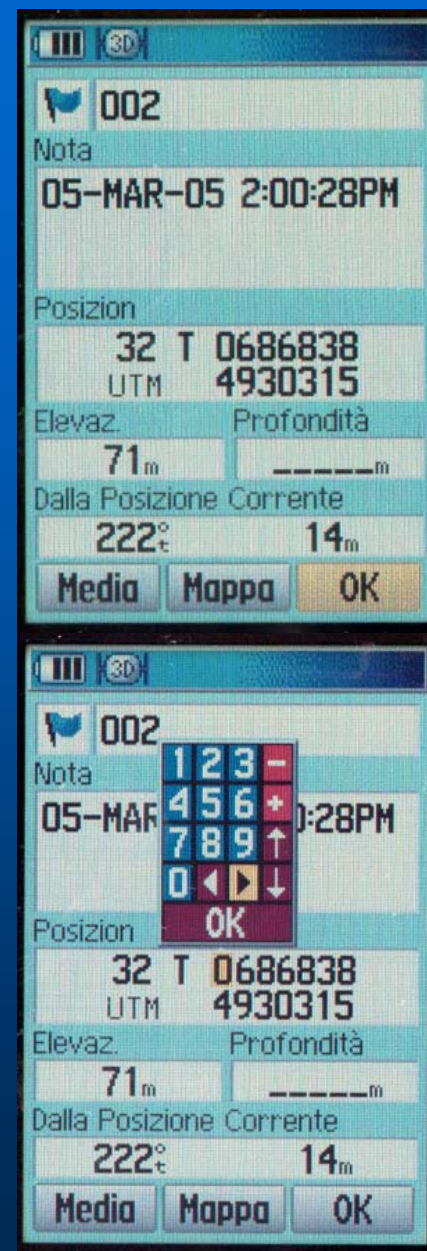 3D
002
Nota
05-MAR-05 2:00:28PM
Posizion
32 T 0686838
UTM 4930315
Elevaz. Profondità
71m _____m
Dalla Posizione Corrente
222°t 14m
Media Mappa OK
3D
002
1 2 3 -
Nota
4 5 6 +
05-MAR :28PM
7 8 9 ↑
0 ◄ ► ↓
Posizion
OK
32 T 0686838
UTM 4930315
Elevaz. Profondità
71m _____m
Dalla Posizione Corrente
222°t 14m
Media Mappa OK